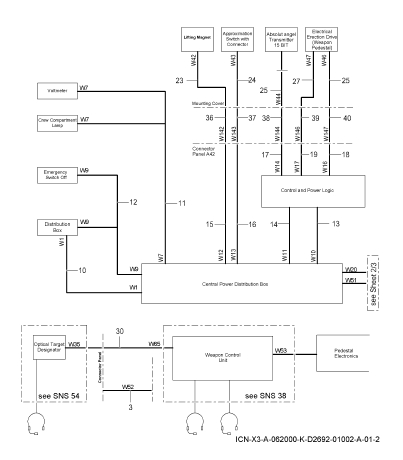 Lifting Magnet
Approximation
Switch with
Connector
Absolut angel
Transmitter
15 BIT
Electrical
Erection Drive
(Weapon
Pedestal)
W42
W43
W47
W46
23
24
27
25
25
W44
Voltmeter
W7
Mounting Cover
Crew Compartment
Lamp
W7
36
37
38
39
40
W142
W143
W144
W146
W147
Connector
Panel A42
17
19
18
W14
W17
W16
Emergency
Switch Off
W9
Control and Power Logic
12
11
Distribution
Box
W9
15
16
14
13
W1
10
W9
W7
W12
W13
W11
W10
W1
Central Power Distribution Box
W20
W51
see Sheet 2/3
30
Optical Target
Designator
W35
W65
Connector Panel
Weapon Control
Unit
W53
Pedestal
Electronics
W52
3
see SNS 54
see SNS 38
ICN-X3-A-062000-K-D2692-01002-A-01-2